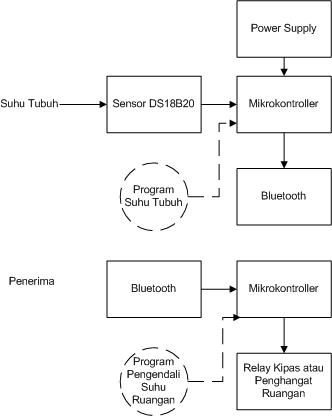 Power Supply
Suhu Tubuh
Sensor DS18B20
Mikrokontroller
Program
Suhu Tubuh
Bluetooth
Penerima
Bluetooth
Mikrokontroller
Program
Pengendali
Suhu
Ruangan
Relay Kipas atau
Penghangat
Ruangan